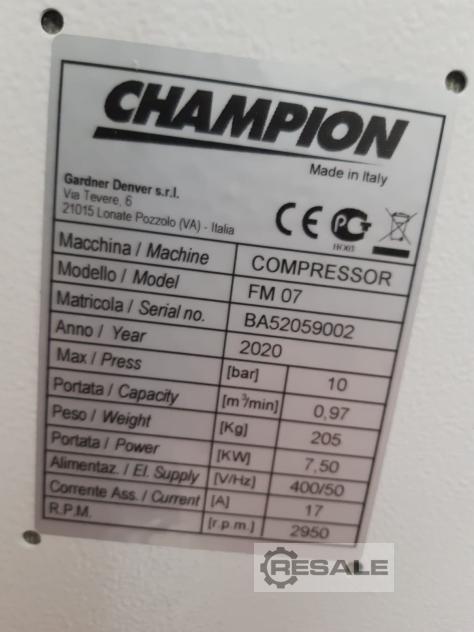 CHAMPION
Made in Italy
Gardner Denver s.r.l.
Via Tevere, 6
21015 Lonate Pozzolo (VA) - Italia
CE PG
Macchina / Machine COMPRESSOR
Modello / Model FM 07
Matricola / Serial no. BA52059002
Anno / Year 2020
Max / Press [bar] 10
Portata / Capacity [m³/min] 0,97
Peso / Weight [Kg] 205
Portata / Power [KW] 7,50
Alimentaz. / El. Supply [V/Hz] 400/50
Corrente Ass. / Current [A] 17
R.P.M. [r.p.m.] 2950
RESALE